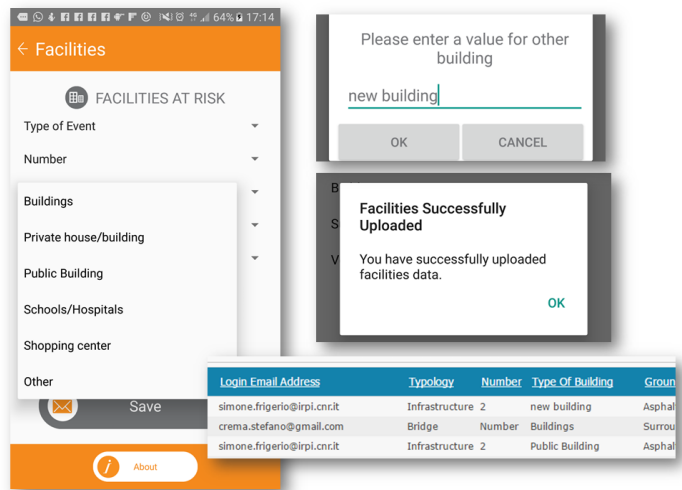 64% 17:14
Facilities
FACILITIES AT RISK
Type of Event
Number
Buildings
Private house/building
Public Building
Schools/Hospitals
Shopping center
Other
Save
i About
Please enter a value for other
building
new building
OK CANCEL
B
S
V
Facilities Successfully
Uploaded
You have successfully uploaded
facilities data.
OK
Login Email Address Typology Number Type Of Building Groun
simone.frigerio@irpi.cnr.it Infrastructure 2 new building Asphal
crema.stefano@gmail.com Bridge Number Buildings Surrou
simone.frigerio@irpi.cnr.it Infrastructure 2 Public Building Asphal